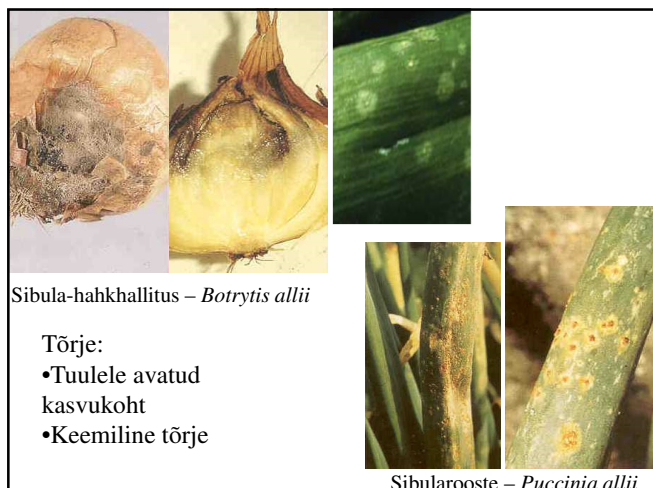 Sibula-hahkhallitus – Botrytis allii
Tõrje:
•Tuulele avatud
kasvukoht
•Keemiline tõrje
Sibularooste – Puccinia allii